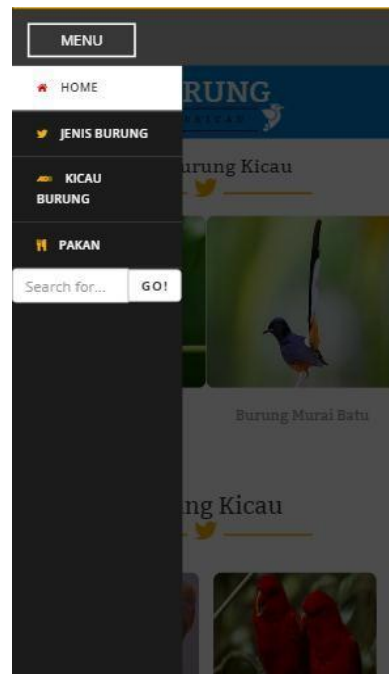 MENU
HOME
JENIS BURUNG
KICAU
BURUNG
PAKAN
Search for...
GO!
RUNG
urung Kicau
Burung Murai Batu
ng Kicau